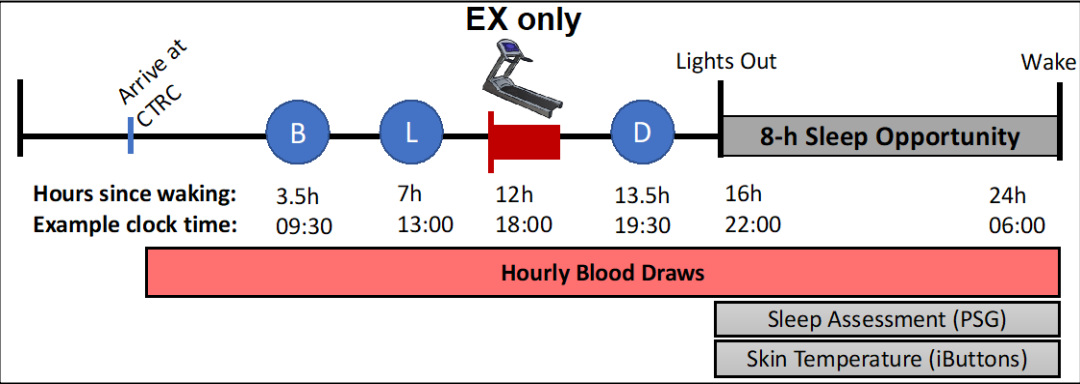 EX only
Arrive at
CTRC
Lights Out
Wake
B
L
D
8-h Sleep Opportunity
Hours since waking: 3.5h 7h 12h 13.5h 16h 24h
Example clock time: 09:30 13:00 18:00 19:30 22:00 06:00
Hourly Blood Draws
Sleep Assessment (PSG)
Skin Temperature (iButtons)